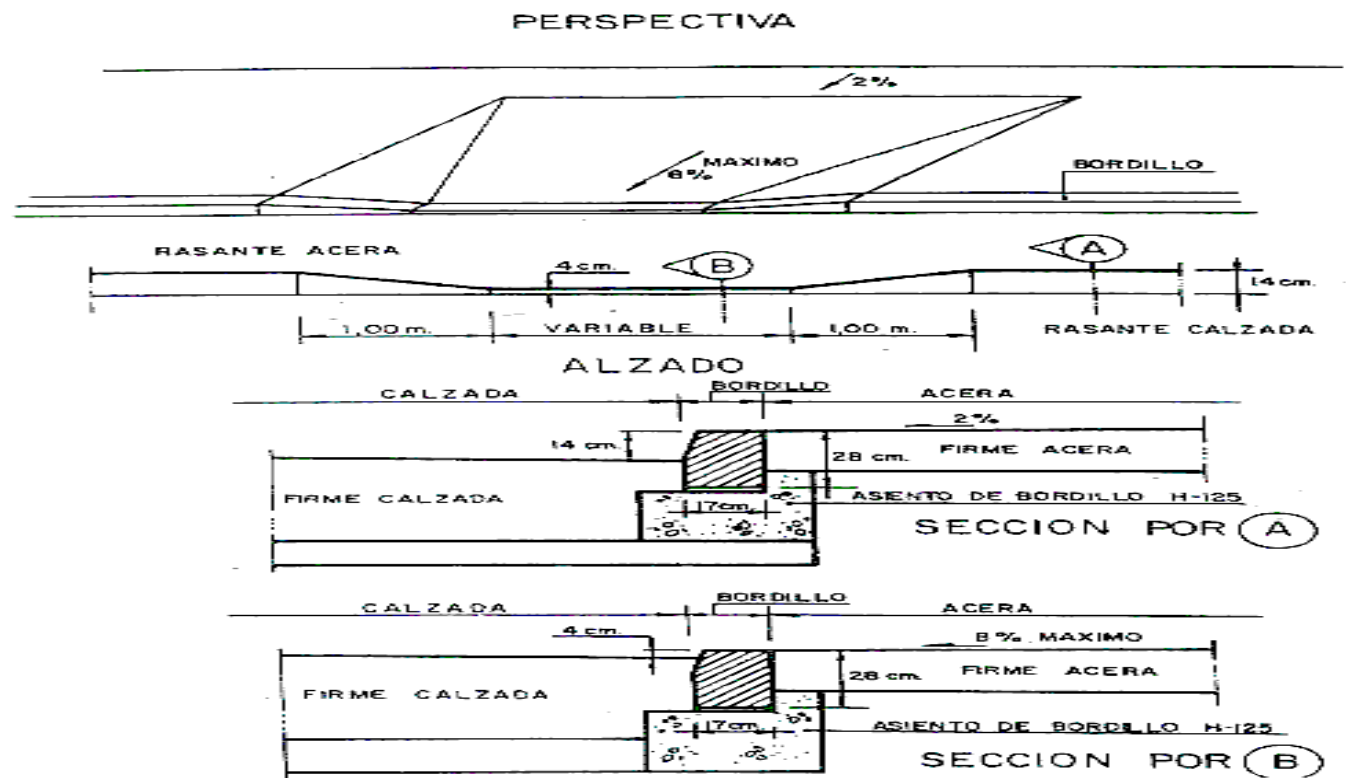 PERSPECTIVA
2%
MAXIMO
8%
BORDILLO
RASANTE ACERA
4 cm.
B
A
14 cm.
1,00 m.
VARIABLE
1,00 m.
RASANTE CALZADA
ALZADO
CALZADA
BORDILLO
ACERA
2%
14 cm.
28 cm.
FIRME ACERA
FIRME CALZADA
17cm.
ASIENTO DE BORDILLO H-125
SECCION POR A
CALZADA
BORDILLO
ACERA
4 cm.
8% MAXIMO
28 cm.
FIRME ACERA
FIRME CALZADA
17cm.
ASIENTO DE BORDILLO H-125
SECCION POR B